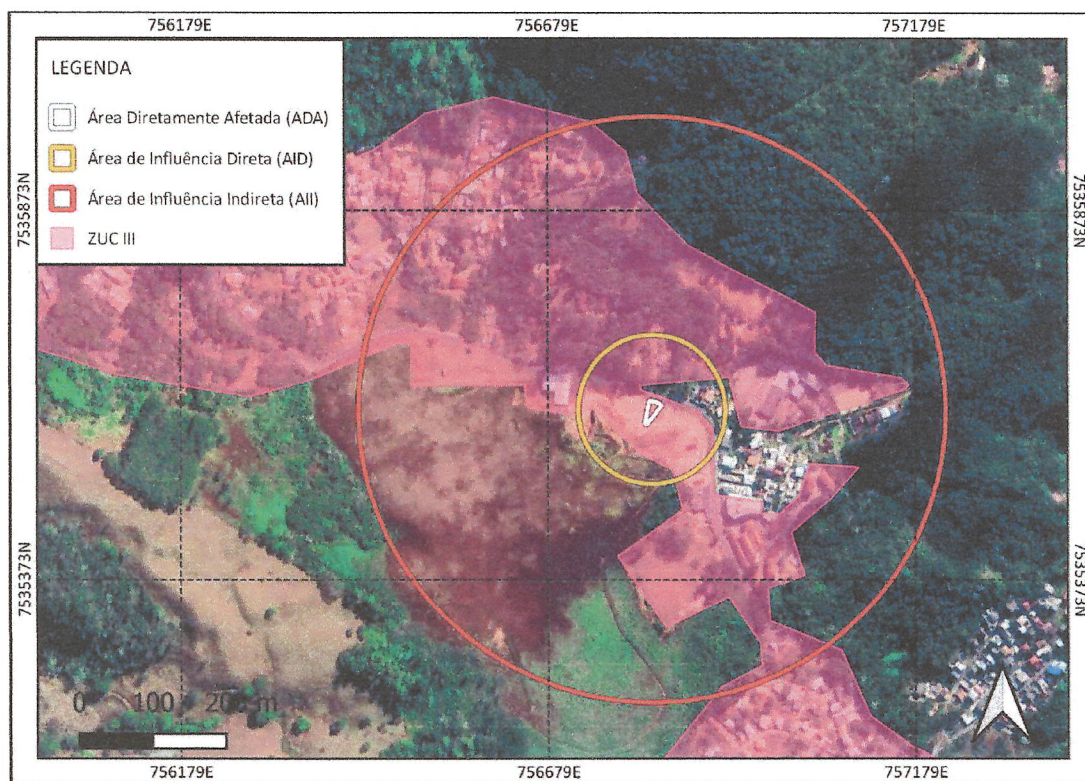 756179E 756679E 757179E
LEGENDA
Área Diretamente Afetada (ADA)
Área de Influência Direta (AID)
Área de Influência Indireta (AII)
ZUC III
7535873N
7535873N
7535373N
7535373N
0 100 200 m
756179E 756679E 757179E